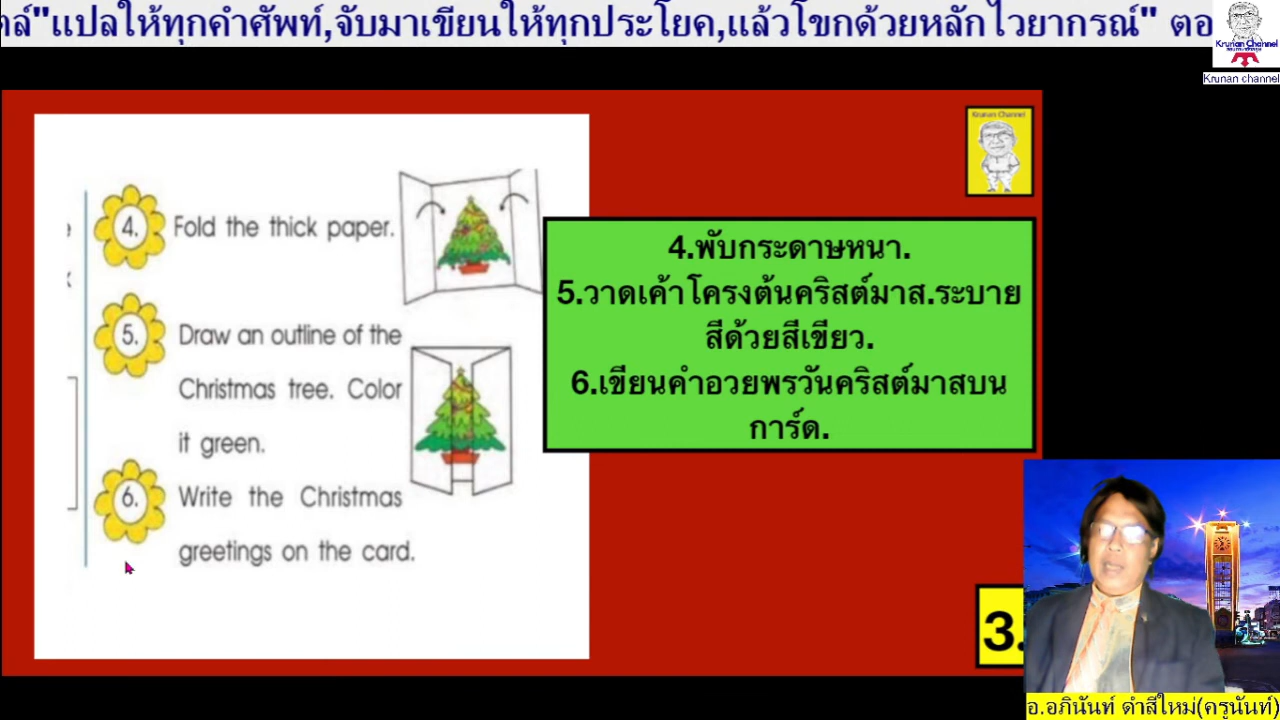 ตล์"แปลให้ทุกคำศัพท์,จับมาเขียนให้ทุกประโยค,แล้วโขกด้วยหลักไวยากรณ์" ตอ
Krunan Channel
Krunan channel
Krunan Channel
4. Fold the thick paper.
5. Draw an outline of the
Christmas tree. Color
it green.
6. Write the Christmas
greetings on the card.
4.พับกระดาษหนา.
5.วาดเค้าโครงต้นคริสต์มาส.ระบาย
สีด้วยสีเขียว.
6.เขียนคำอวยพรวันคริสต์มาสบน
การ์ด.
3.
อ.อภินันท์ ดำสีใหม่(ครูนันท์)